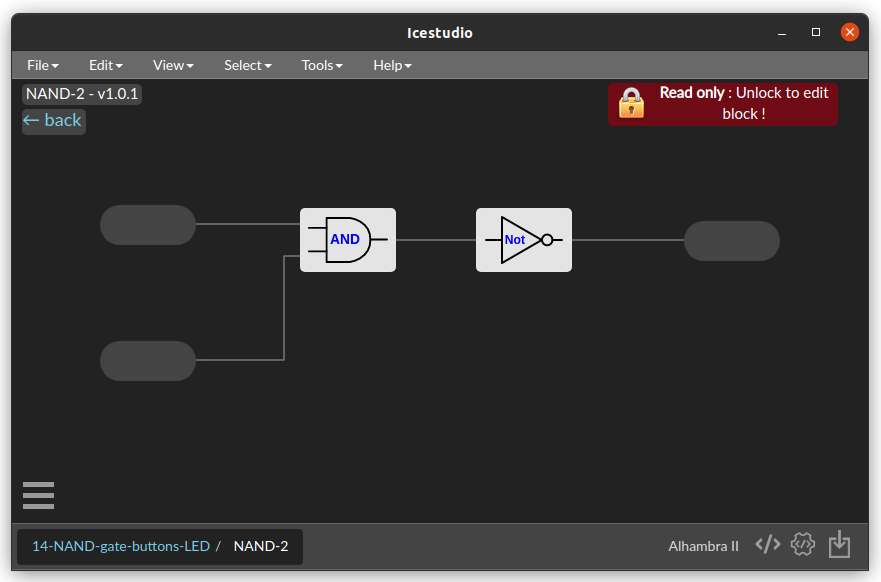 Icestudio
File Edit View Select Tools Help
NAND-2 - v1.0.1
← back
Read only : Unlock to edit
block !
AND
Not
14-NAND-gate-buttons-LED / NAND-2
Alhambra II